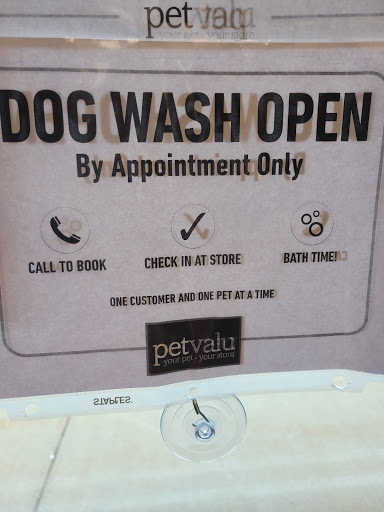 petvalu
your pet • your store
DOG WASH OPEN
By Appointment Only
CALL TO BOOK
CHECK IN AT STORE
BATH TIME!
ONE CUSTOMER AND ONE PET AT A TIME
petvalu
your pet • your store
STAPLES